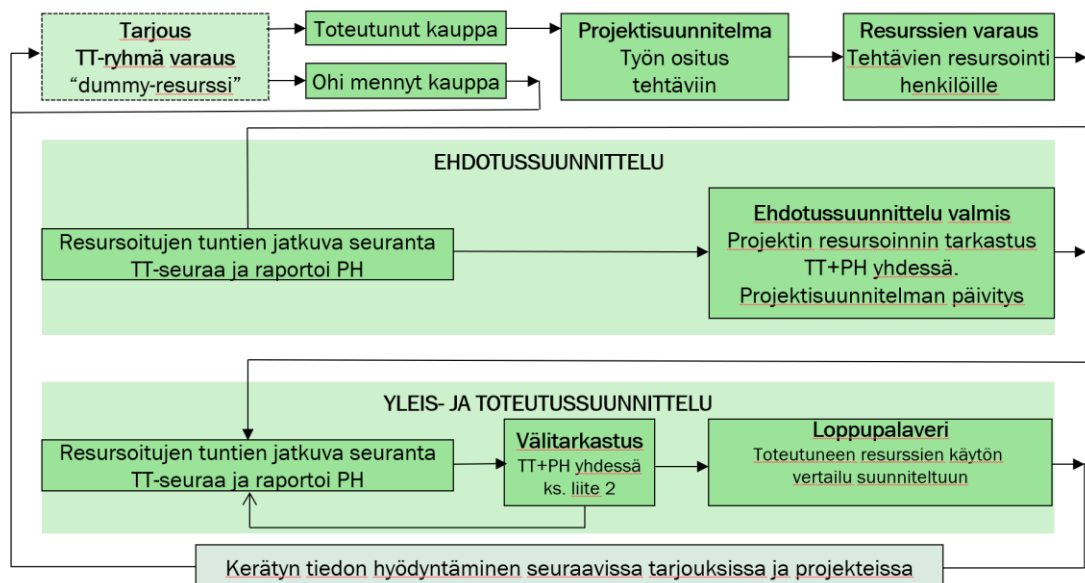 Tarjous
TT-ryhmä varaus
“dummy-resurssi”
Toteutunut kauppa
Ohi mennyt kauppa
Projektisuunnitelma
Työn ositus
tehtäviin
Resurssien varaus
Tehtävien resursointi
henkilöille
EHDOTUSSUUNNITTELU
Resursoitujen tuntien jatkuva seuranta
TT-seuraa ja raportoi PH
Ehdotussuunnittelu valmis
Projektin resursoinnin tarkastus
TT+PH yhdessä.
Projektisuunnitelman päivitys
YLEIS- JA TOTEUTUSSUUNNITTELU
Resursoitujen tuntien jatkuva seuranta
TT-seuraa ja raportoi PH
Välitarkastus
TT+PH yhdessä
ks. liite 2
Loppupalaveri
Toteutuneen resurssien käytön
vertailu suunniteltuun
Kerätyn tiedon hyödyntäminen seuraavissa tarjouksissa ja projekteissa